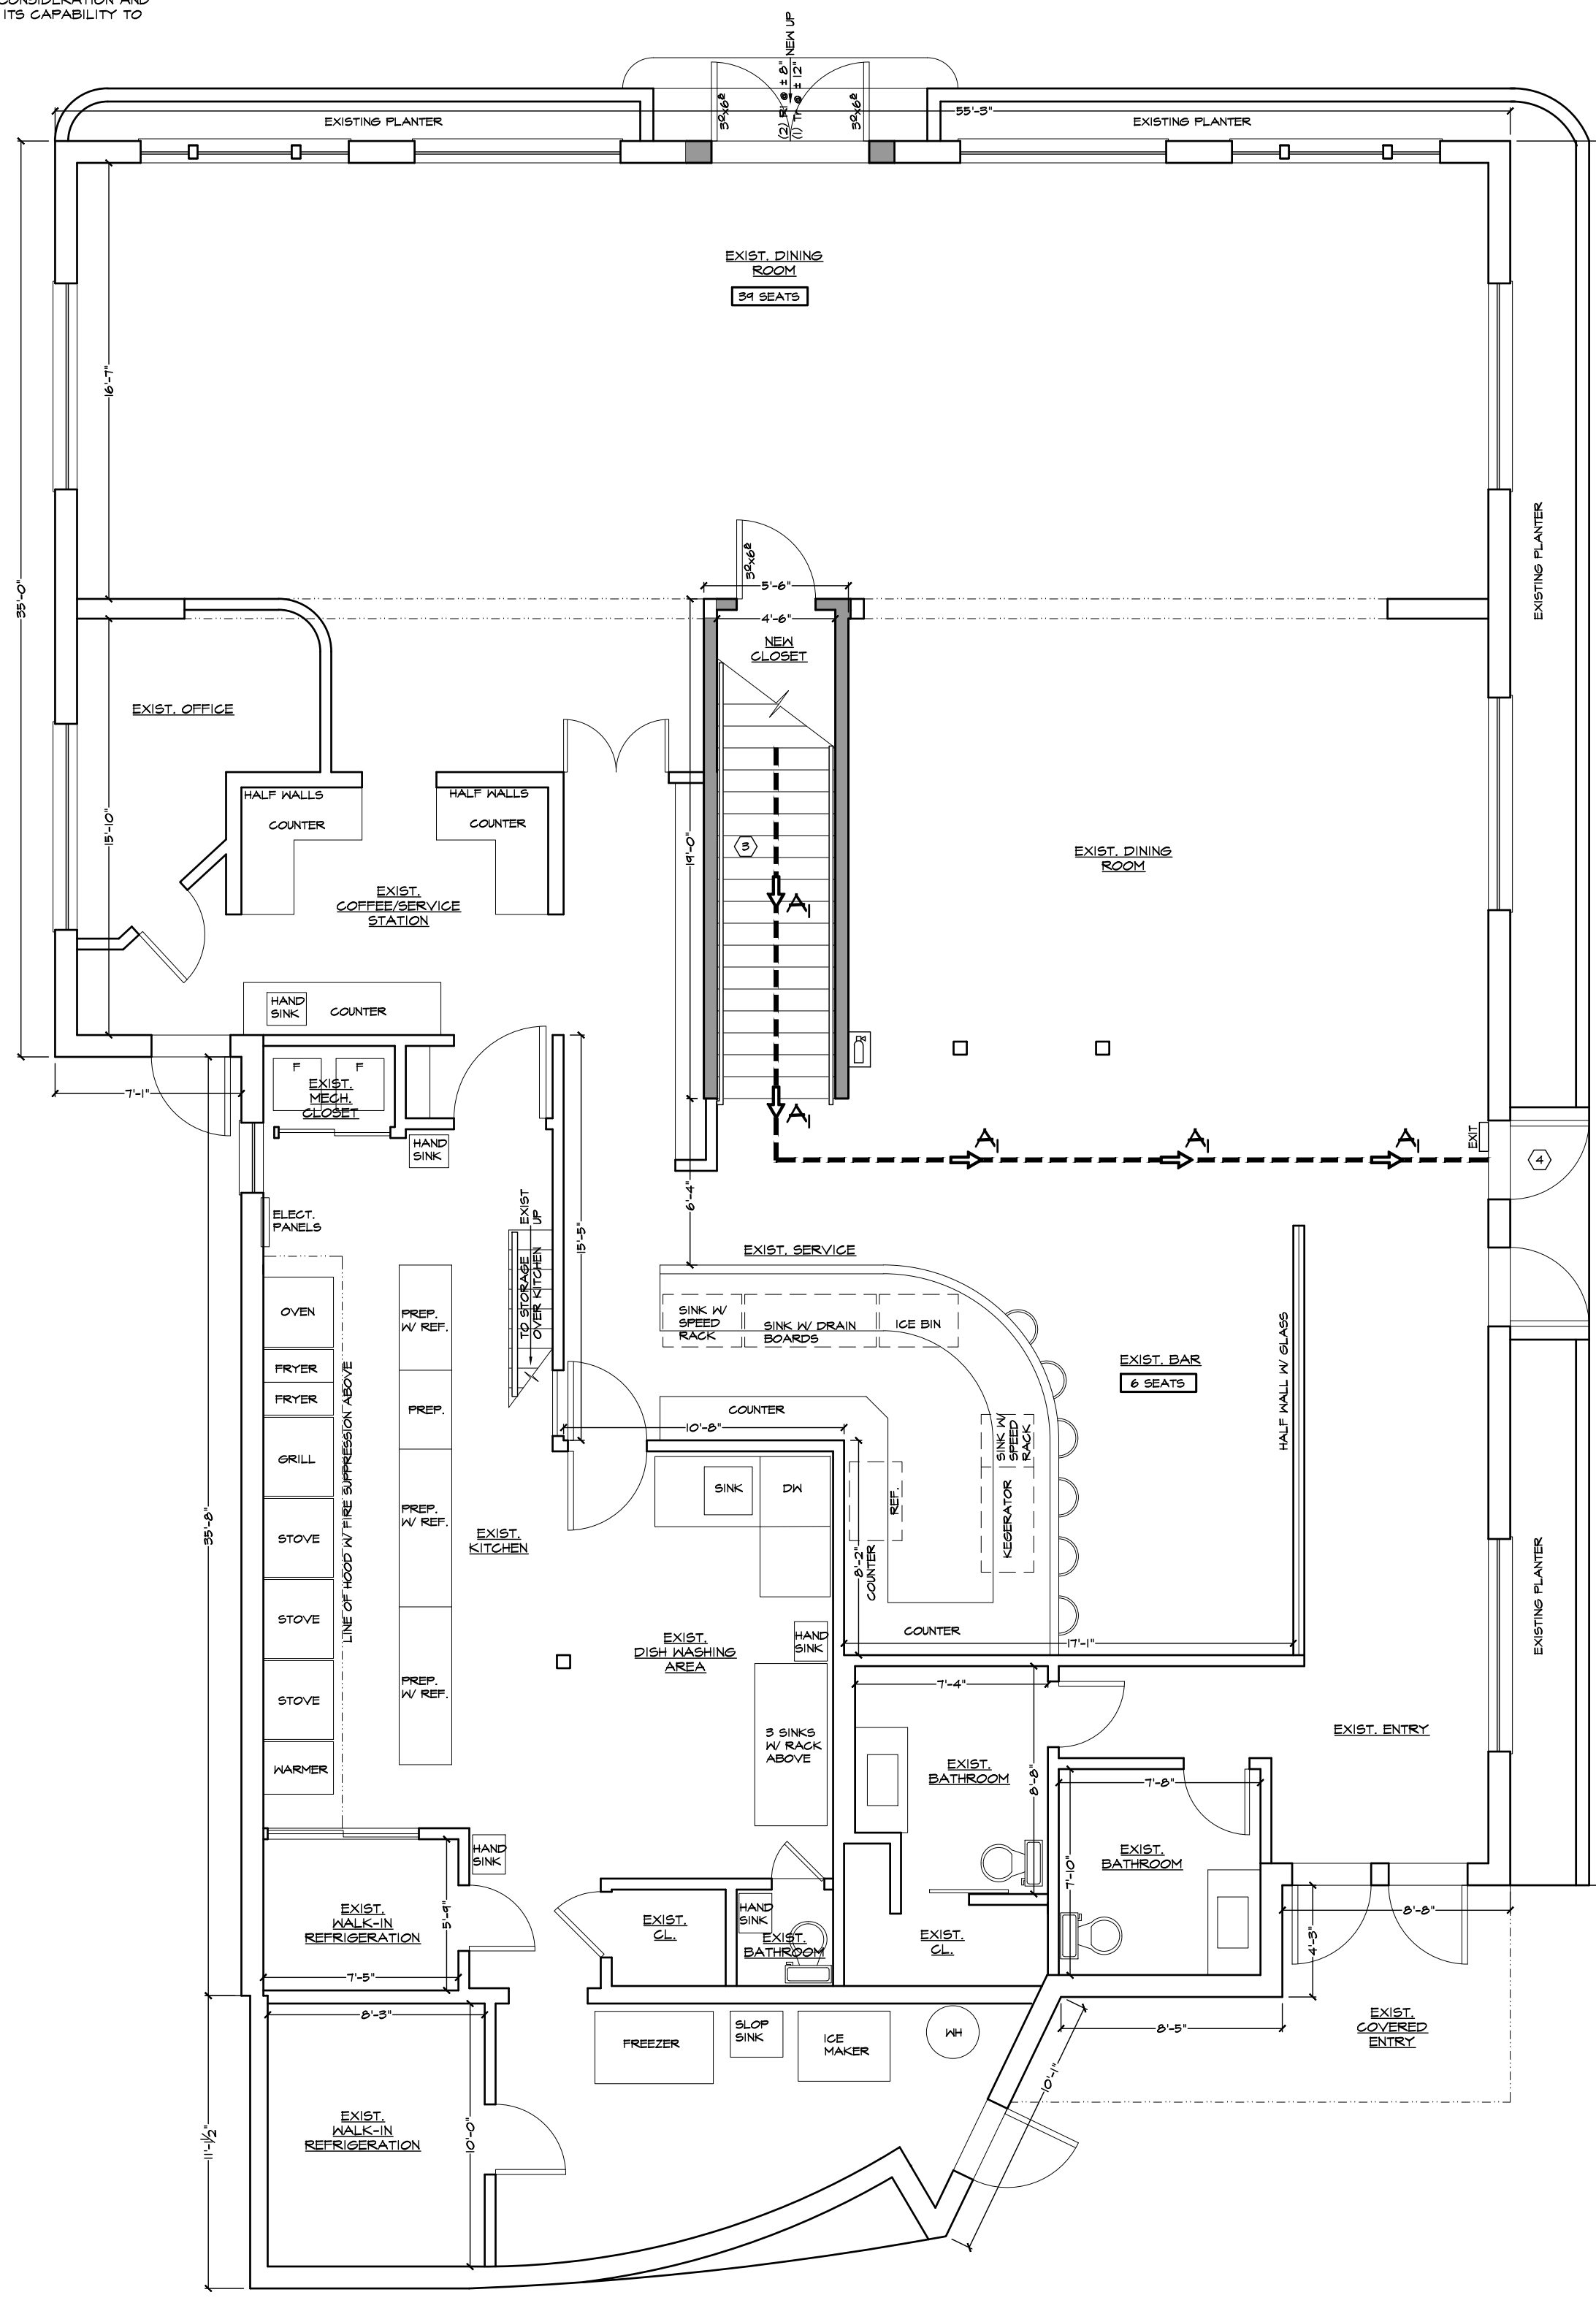 CONSIDERATION AND
ITS CAPABILITY TO
NEW UP
(2) R @ ± 8"
(1) Tr @ ± 12"
3⁰x6⁸
3⁰x6⁸
55'-3"
EXISTING PLANTER
EXISTING PLANTER
EXIST. DINING
ROOM
39 SEATS
16'-7"
35'-0"
EXISTING PLANTER
3⁰x6⁸
5'-6"
4'-6"
NEW
CLOSET
EXIST. OFFICE
HALF WALLS
COUNTER
HALF WALLS
COUNTER
15'-10"
19'-0"
3
EXIST. DINING
ROOM
EXIST.
COFFEE/SERVICE
STATION
A1
HAND
SINK
COUNTER
F
F
EXIST.
MECH.
CLOSET
7'-1"
A1
HAND
SINK
A1
A1
A1
EXIT
4
6'-4"
15'-5"
EXIST
UP
TO STORAGE
OVER KITCHEN
ELECT.
PANELS
EXIST. SERVICE
SINK W/
SPEED
RACK
SINK W/ DRAIN
BOARDS
ICE BIN
OVEN
PREP.
W/ REF.
EXIST. BAR
6 SEATS
HALF WALL W/ GLASS
FRYER
FRYER
PREP.
COUNTER
10'-8"
LINE OF HOOD W/ FIRE SUPPRESSION ABOVE
GRILL
SINK W/
SPEED
RACK
SINK
DW
REF.
KEGERATOR
PREP.
W/ REF.
35'-8"
STOVE
EXIST.
KITCHEN
8'-2"
COUNTER
EXISTING PLANTER
STOVE
HAND
SINK
COUNTER
EXIST.
DISH WASHING
AREA
17'-1"
STOVE
PREP.
W/ REF.
7'-4"
3 SINKS
W/ RACK
ABOVE
EXIST. ENTRY
WARMER
EXIST.
BATHROOM
8'-8"
7'-8"
HAND
SINK
EXIST.
BATHROOM
7'-10"
5'-9"
EXIST.
WALK-IN
REFRIGERATION
EXIST.
CL.
HAND
SINK
EXIST.
BATHROOM
EXIST.
CL.
8'-8"
4'-3"
7'-5"
8'-3"
FREEZER
SLOP
SINK
ICE
MAKER
WH
8'-5"
EXIST.
COVERED
ENTRY
10'-1"
EXIST.
WALK-IN
REFRIGERATION
10'-0"
11'-1½"